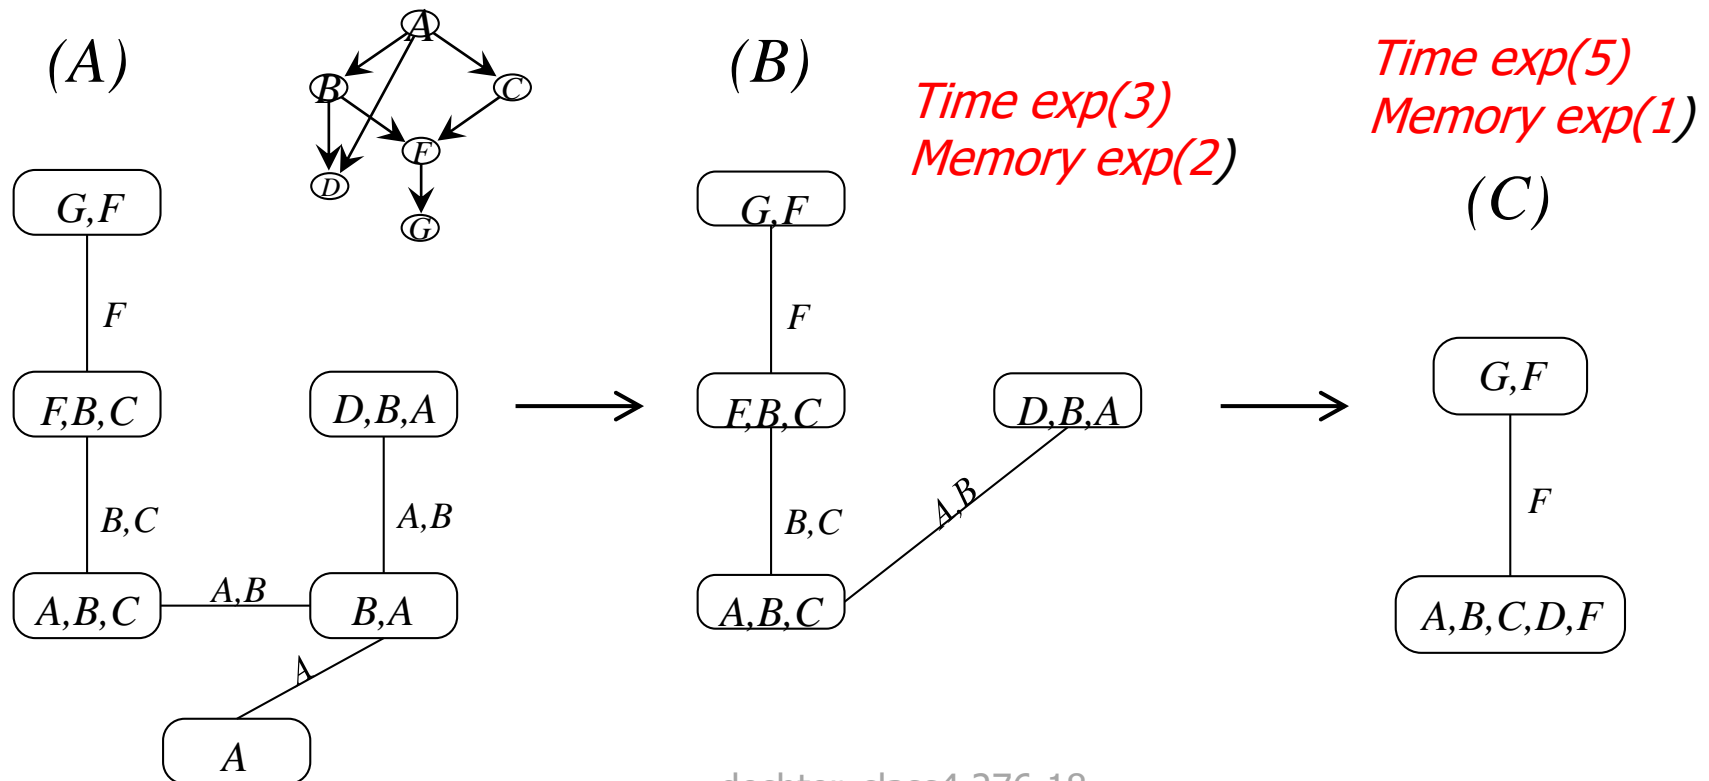 (A)
A
B
C
F
D
G
(B)
Time exp(3)
Memory exp(2)
Time exp(5)
Memory exp(1)
(C)
G,F
F
F,B,C
D,B,A
B,C
A,B
A,B,C
A,B
B,A
A
A
G,F
F
F,B,C
D,B,A
B,C
A,B
A,B,C
G,F
F
A,B,C,D,F